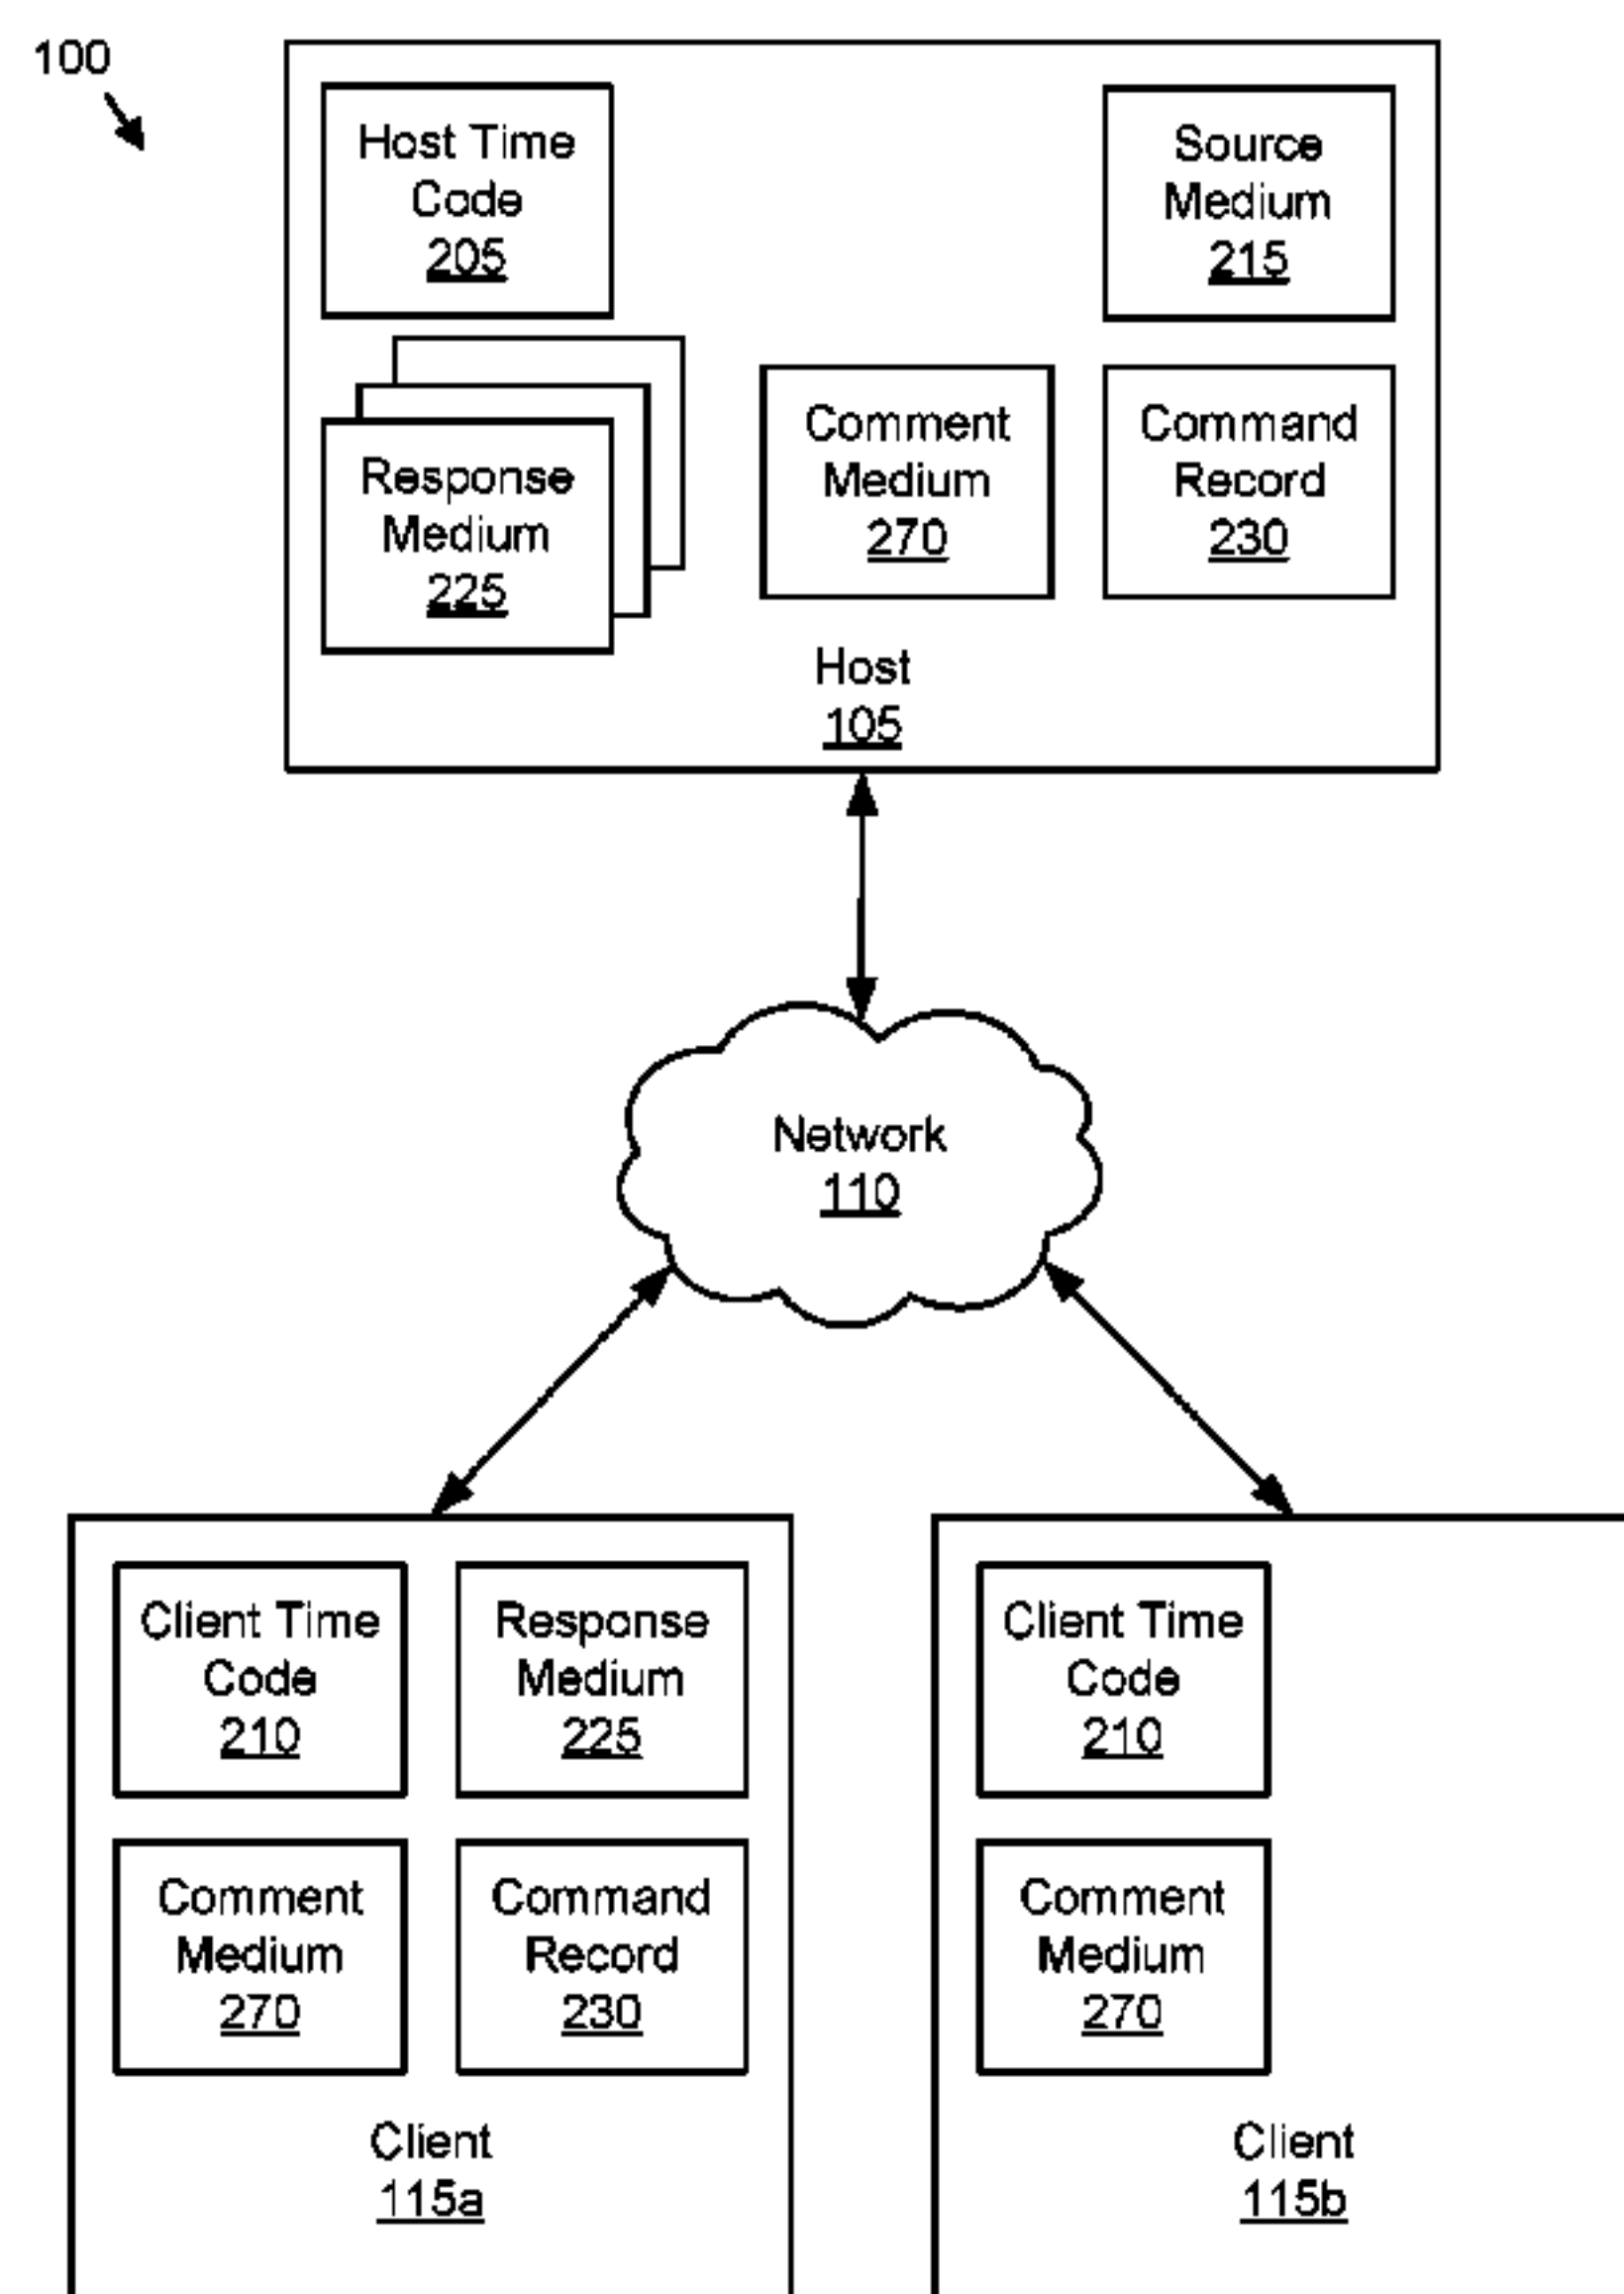 100
Host Time
Code
205
Source
Medium
215
Response
Medium
225
Comment
Medium
270
Command
Record
230
Host
105
Network
110
Client Time
Code
210
Response
Medium
225
Comment
Medium
270
Command
Record
230
Client
115a
Client Time
Code
210
Comment
Medium
270
Client
115b